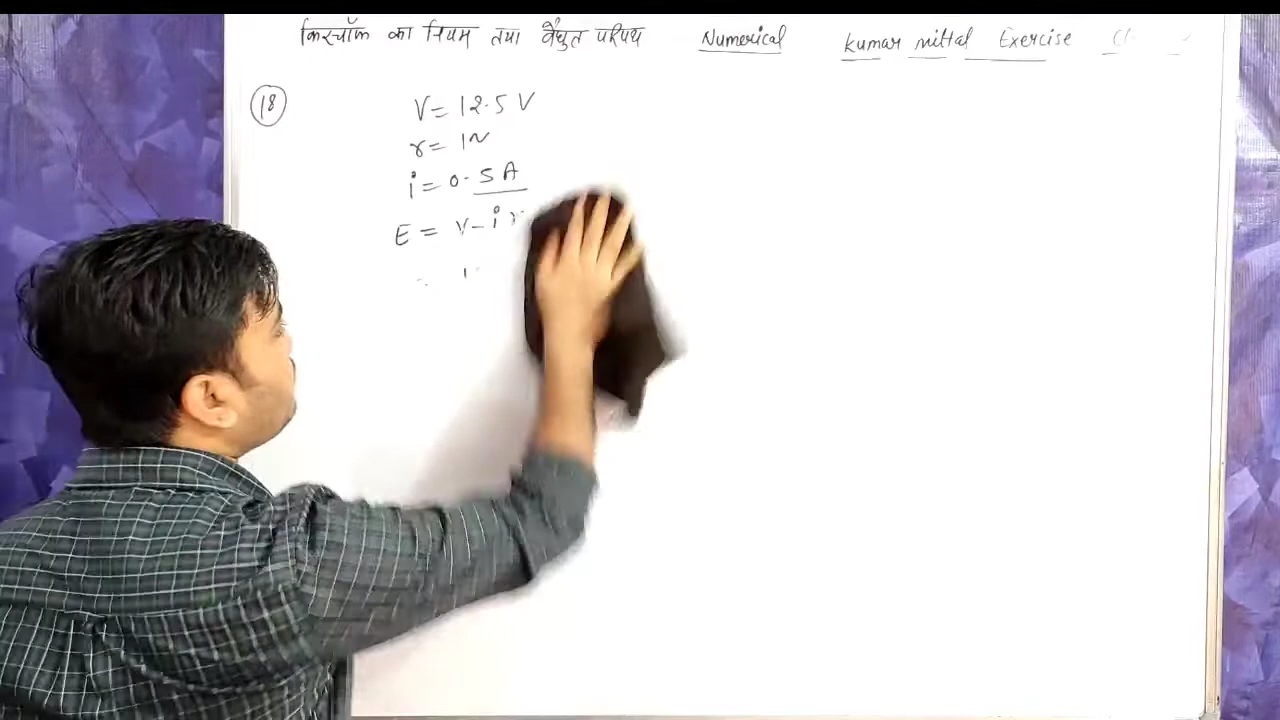 किरचॉफ का नियम तथा वैद्युत परिपथ Numerical Kumar mittal Exercise
18
V = 12.5 V
r = 1Ω
i = 0.5 A
E = V - i r